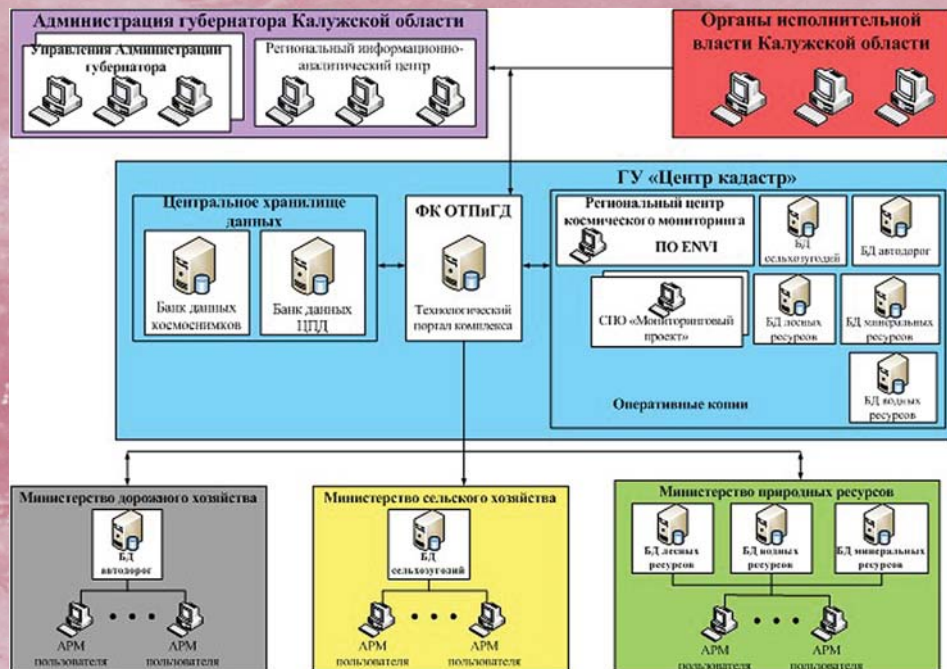 Администрация губернатора Калужской области
Управления Администрации
губернатора
Региональный информационно-
аналитический центр
Органы исполнительной
власти Калужской области
ГУ «Центр кадастр»
Центральное хранилище
данных
Банк данных
космоснимков
Банк данных
ЦПД
ФК ОТПиГД
Технологический
портал комплекса
Региональный центр
космического мониторинга
ПО ENVI
СПО «Мониторинговый
проект»
БД
сельхозугодий
БД автодорог
БД лесных
ресурсов
БД минеральных
ресурсов
БД водных
ресурсов
Оперативные копии
Министерство дорожного хозяйства
БД
автодорог
АРМ
пользователя
АРМ
пользователя
Министерство сельского хозяйства
БД
сельхозугодий
АРМ
пользователя
АРМ
пользователя
Министерство природных ресурсов
БД лесных
ресурсов
БД водных
ресурсов
БД минеральных
ресурсов
АРМ
пользователя
АРМ
пользователя